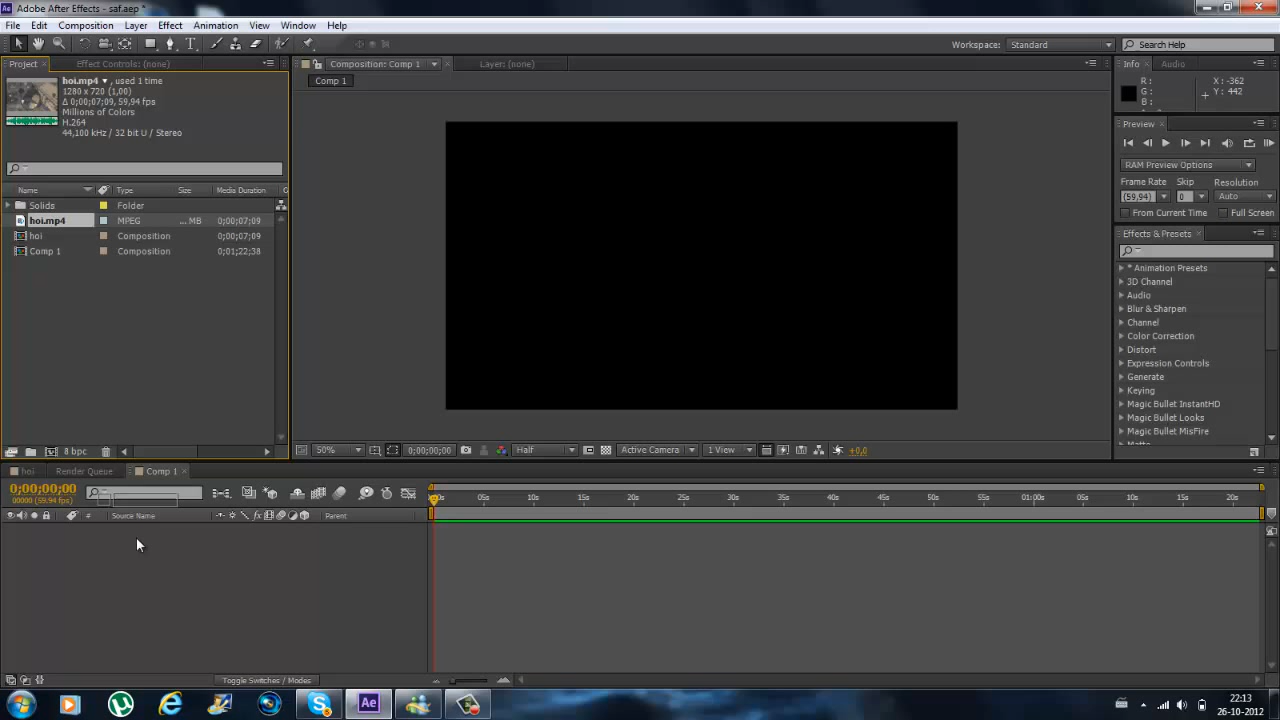 Adobe After Effects - saf.aep *
File Edit Composition Layer Effect Animation View Window Help
Workspace: Standard Search Help
Project Effect Controls: (none) Composition: Comp 1 Layer: (none) Info Audio
Comp 1
hoi.mp4 ▼ , used 1 time
1280 x 720 (1,00)
Δ 0;00;07;09, 59,94 fps
Millions of Colors
H.264
44,100 kHz / 32 bit U / Stereo
R :
G :
B :
X : -362
Y : 442
Preview
RAM Preview Options
Frame Rate Skip Resolution
(59,94) 0 Auto
From Current Time Full Screen
Name Type Size Media Duration
Solids Folder
hoi.mp4 MPEG ... MB 0;00;07;09
hoi Composition 0;00;07;09
Comp 1 Composition 0;01;22;38
Effects & Presets
* Animation Presets
3D Channel
Audio
Blur & Sharpen
Channel
Color Correction
Distort
Expression Controls
Generate
Keying
Magic Bullet InstantHD
Magic Bullet Looks
Magic Bullet MisFire
Matte
8 bpc
50% 0;00;00;00 Half Active Camera 1 View +0,0
hoi Render Queue Comp 1
0;00;00;00
00000 (59.94 fps)
05s 10s 15s 20s 25s 30s 35s 40s 45s 50s 55s 01:00s 05s 10s 15s 20s
# Source Name Parent
Toggle Switches / Modes
22:13
26-10-2012